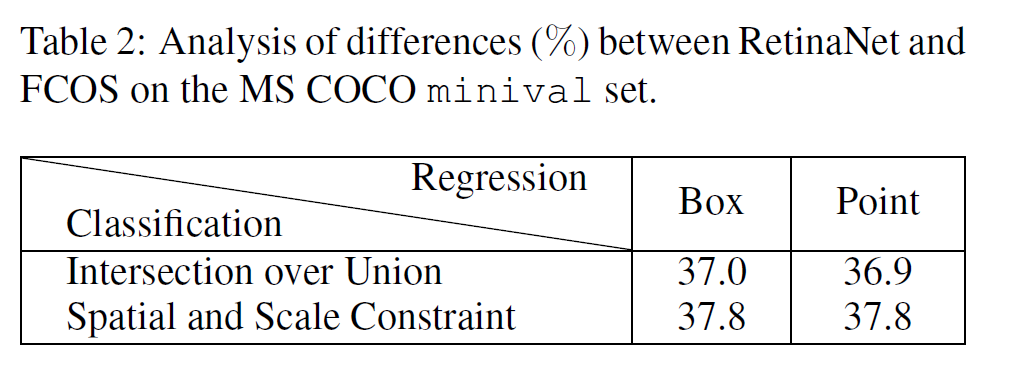 Table 2: Analysis of differences (%) between RetinaNet and
FCOS on the MS COCO minival set.
Regression
Classification
Box
Point
Intersection over Union 37.0 36.9
Spatial and Scale Constraint 37.8 37.8